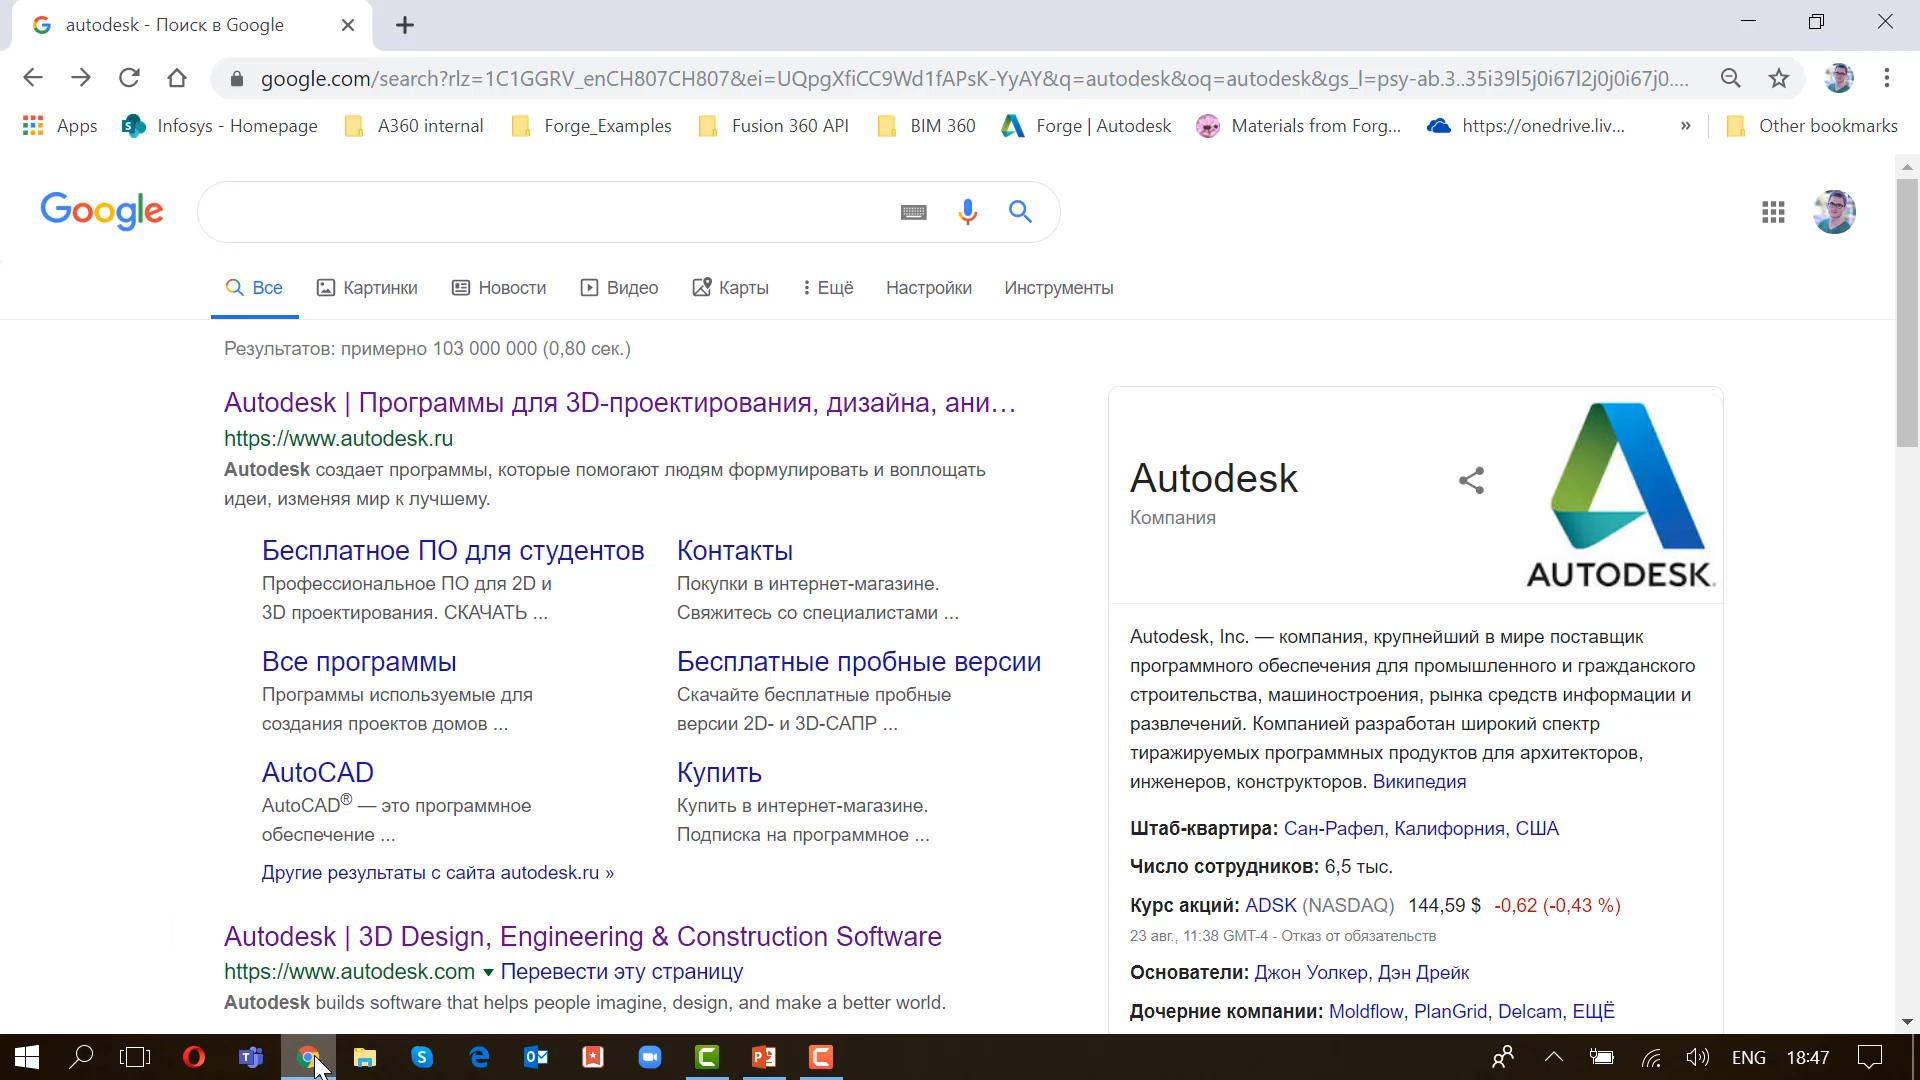 autodesk - Поиск в Google
google.com/search?rlz=1C1GGRV_enCH807CH807&ei=UQpgXfiCC9Wd1fAPsK-YyAY&q=autodesk&oq=autodesk&gs_l=psy-ab.3..35i39l5j0i67l2j0j0i67j0....
Apps Infosys - Homepage A360 internal Forge_Examples Fusion 360 API BIM 360 Forge | Autodesk Materials from Forg... https://onedrive.liv... » Other bookmarks
Google
Все Картинки Новости Видео Карты Ещё Настройки Инструменты
Результатов: примерно 103 000 000 (0,80 сек.)
Autodesk | Программы для 3D-проектирования, дизайна, ани...
https://www.autodesk.ru
Autodesk создает программы, которые помогают людям формулировать и воплощать
идеи, изменяя мир к лучшему.
Бесплатное ПО для студентов
Профессиональное ПО для 2D и
3D проектирования. СКАЧАТЬ ...
Контакты
Покупки в интернет-магазине.
Свяжитесь со специалистами ...
Все программы
Программы используемые для
создания проектов домов ...
Бесплатные пробные версии
Скачайте бесплатные пробные
версии 2D- и 3D-САПР ...
AutoCAD
AutoCAD® — это программное
обеспечение ...
Купить
Купить в интернет-магазине.
Подписка на программное ...
Другие результаты с сайта autodesk.ru »
Autodesk | 3D Design, Engineering & Construction Software
https://www.autodesk.com Перевести эту страницу
Autodesk builds software that helps people imagine, design, and make a better world.
Autodesk
Компания
AUTODESK.
Autodesk, Inc. — компания, крупнейший в мире поставщик
программного обеспечения для промышленного и гражданского
строительства, машиностроения, рынка средств информации и
развлечений. Компанией разработан широкий спектр
тиражируемых программных продуктов для архитекторов,
инженеров, конструкторов. Википедия
Штаб-квартира: Сан-Рафел, Калифорния, США
Число сотрудников: 6,5 тыс.
Курс акций: ADSK (NASDAQ) 144,59 $ -0,62 (-0,43 %)
23 авг., 11:38 GMT-4 - Отказ от обязательств
Основатели: Джон Уолкер, Дэн Дрейк
Дочерние компании: Moldflow, PlanGrid, Delcam, ЕЩЁ
ENG 18:47